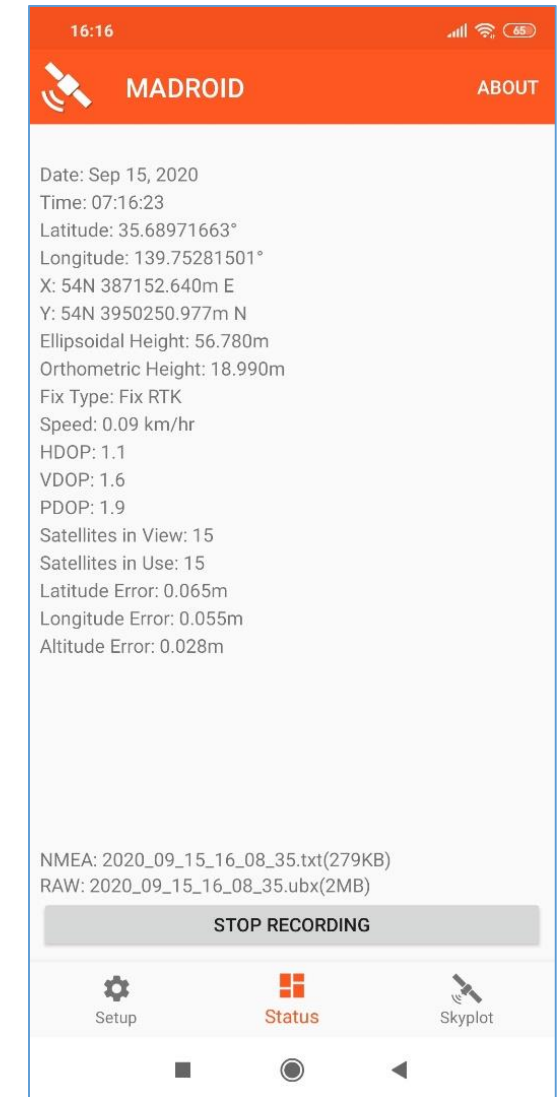 16:16
65
MADROID
ABOUT
Date: Sep 15, 2020
Time: 07:16:23
Latitude: 35.68971663°
Longitude: 139.75281501°
X: 54N 387152.640m E
Y: 54N 3950250.977m N
Ellipsoidal Height: 56.780m
Orthometric Height: 18.990m
Fix Type: Fix RTK
Speed: 0.09 km/hr
HDOP: 1.1
VDOP: 1.6
PDOP: 1.9
Satellites in View: 15
Satellites in Use: 15
Latitude Error: 0.065m
Longitude Error: 0.055m
Altitude Error: 0.028m
NMEA: 2020_09_15_16_08_35.txt(279KB)
RAW: 2020_09_15_16_08_35.ubx(2MB)
STOP RECORDING
Setup
Status
Skyplot